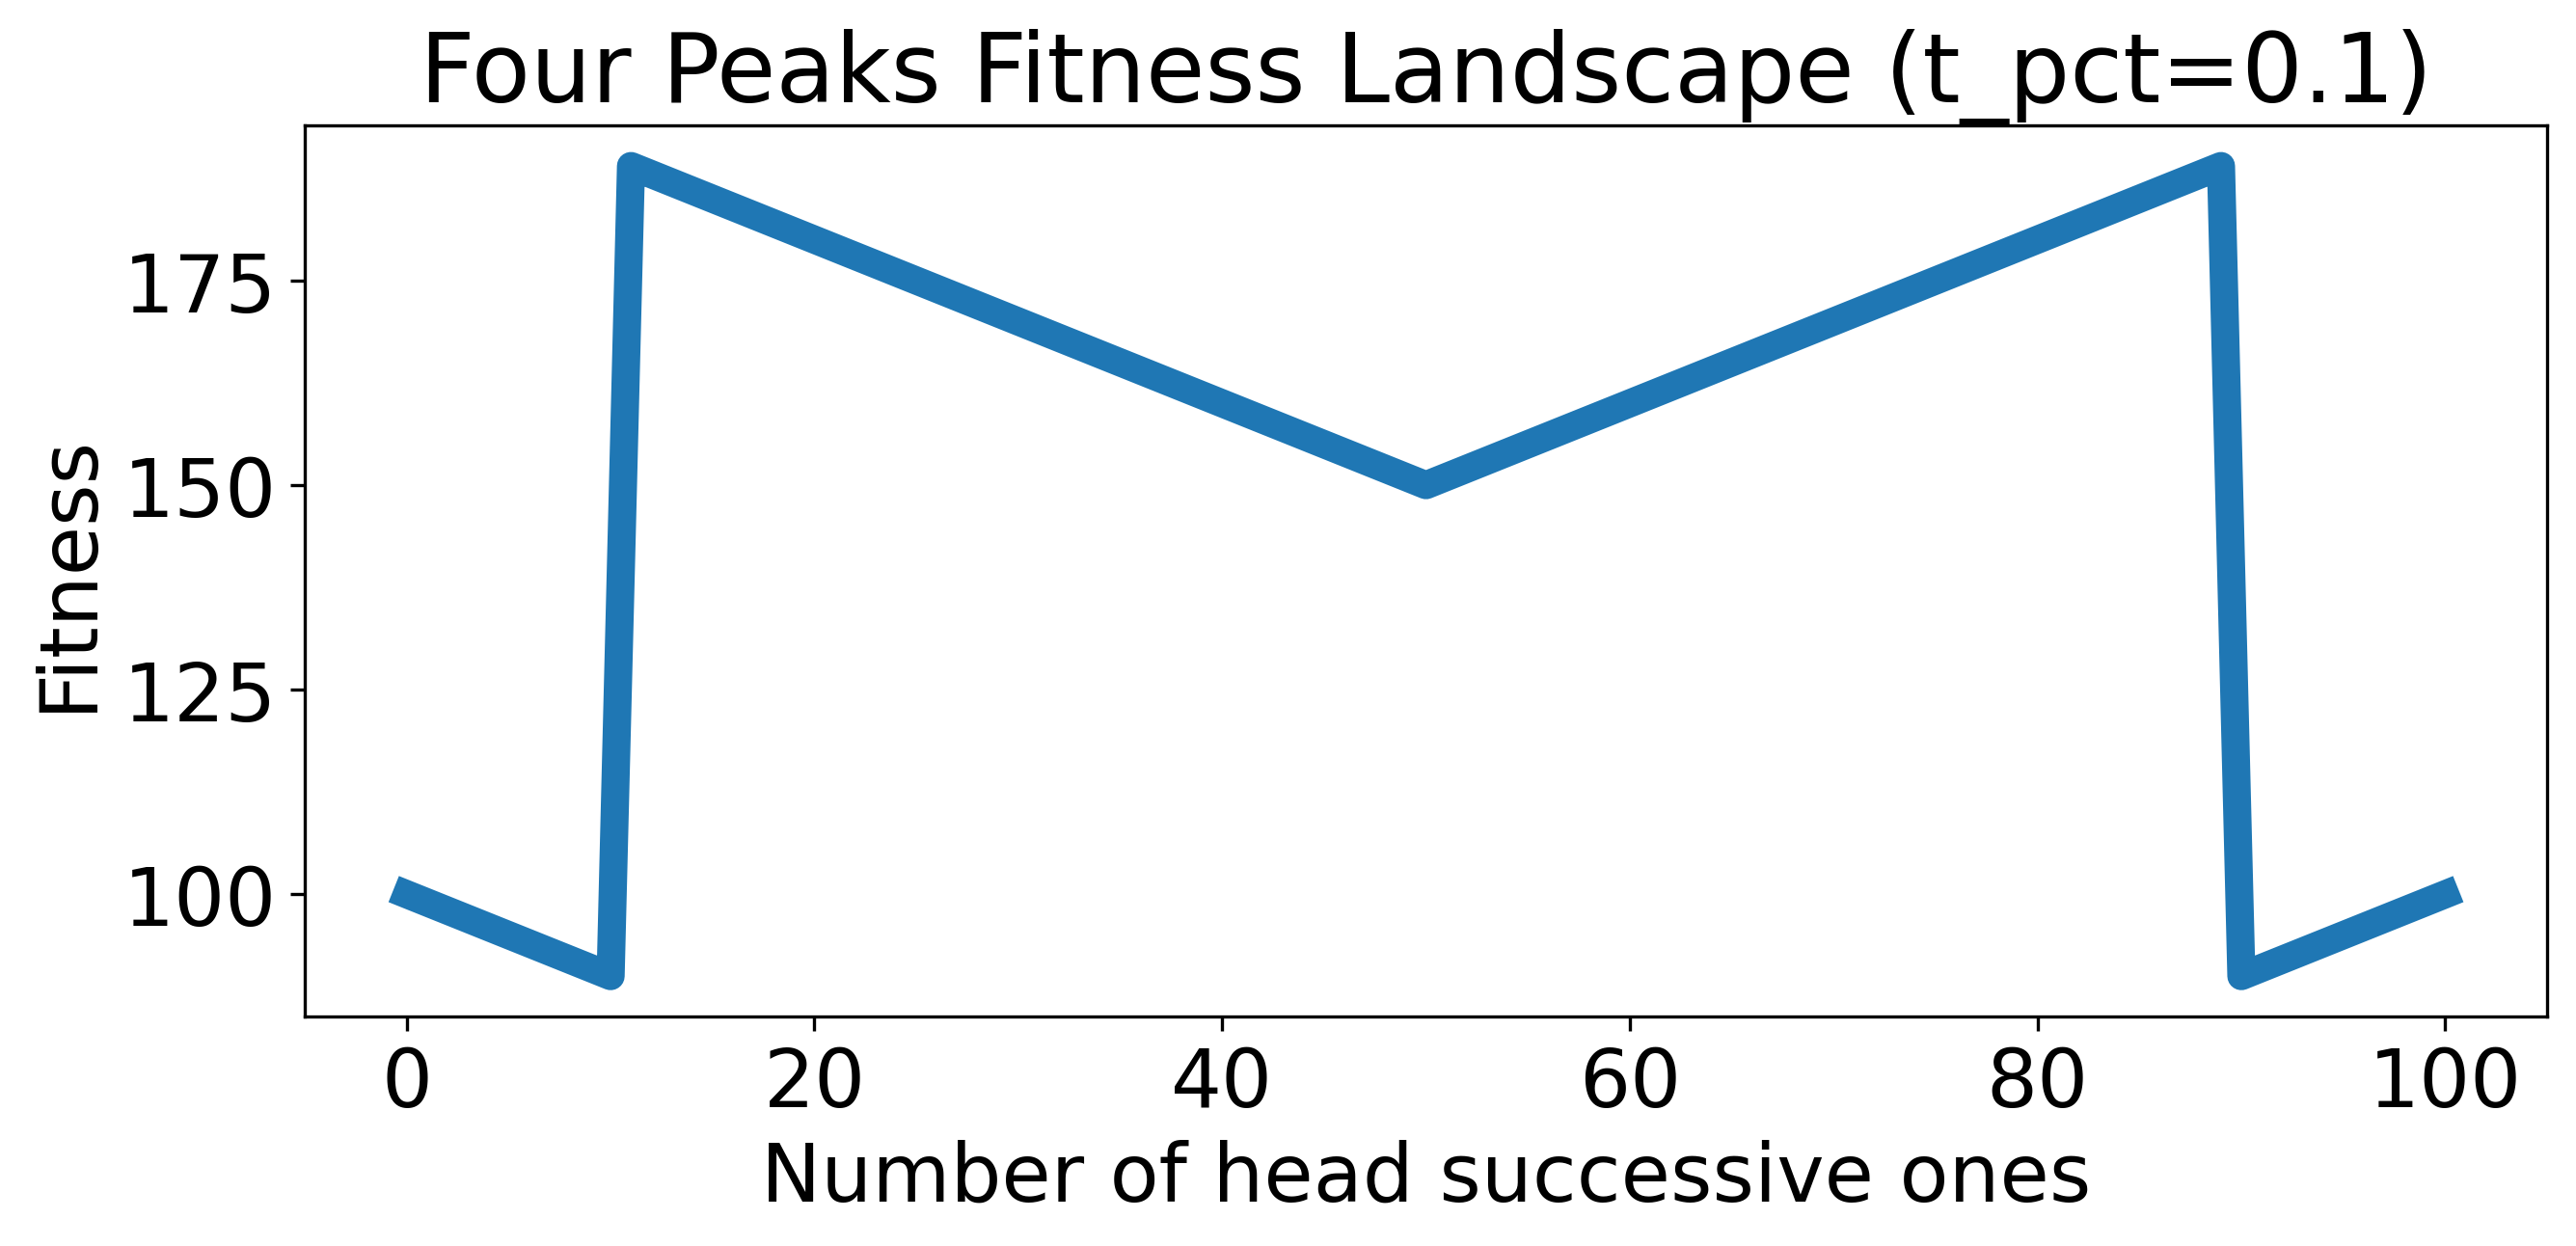 Four Peaks Fitness Landscape (t_pct=0.1)
Fitness
175
150
125
100
0 20 40 60 80 100
Number of head successive ones